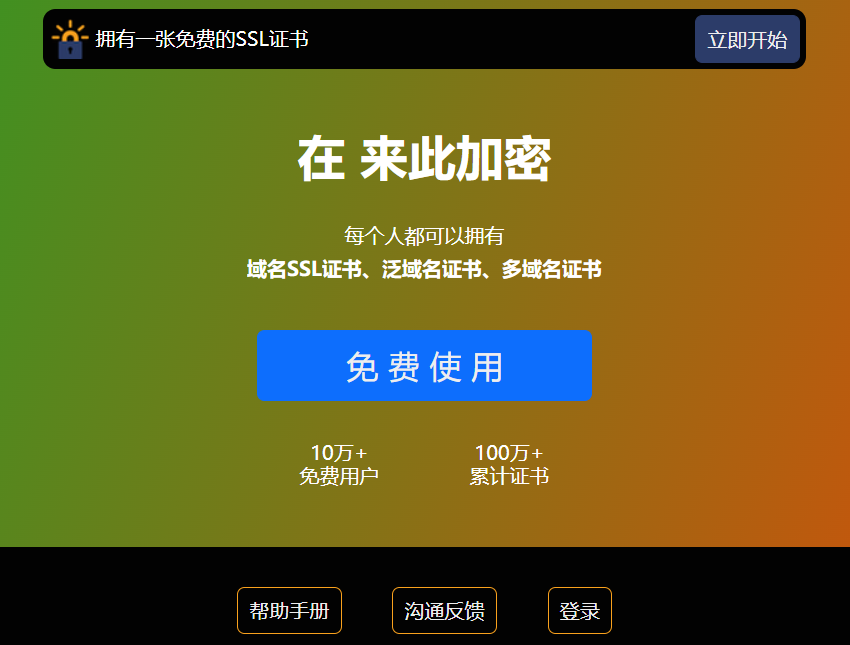 拥有一张免费的SSL证书
立即开始
在 来此加密
每个人都可以拥有
域名SSL证书、泛域名证书、多域名证书
免费使用
10万+
免费用户
100万+
累计证书
帮助手册
沟通反馈
登录